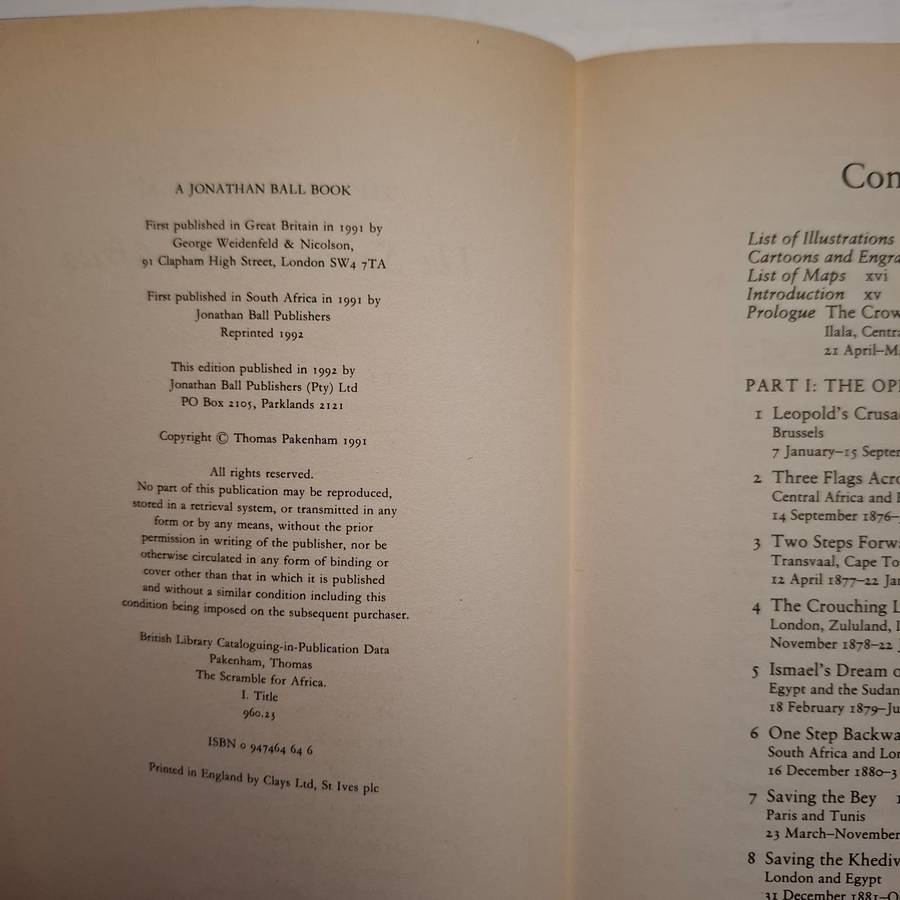 A JONATHAN BALL BOOK
First published in Great Britain in 1991 by
George Weidenfeld & Nicolson,
91 Clapham High Street, London SW4 7TA
First published in South Africa in 1991 by
Jonathan Ball Publishers
Reprinted 1992
This edition published in 1992 by
Jonathan Ball Publishers (Pty) Ltd
PO Box 2105, Parklands 2121
Copyright © Thomas Pakenham 1991
All rights reserved.
No part of this publication may be reproduced,
stored in a retrieval system, or transmitted in any
form or by any means, without the prior
permission in writing of the publisher, nor be
otherwise circulated in any form of binding or
cover other than that in which it is published
and without a similar condition including this
condition being imposed on the subsequent purchaser.
British Library Cataloguing-in-Publication Data
Pakenham, Thomas
The Scramble for Africa.
I. Title
960.23
ISBN 0 947464 64 6
Printed in England by Clays Ltd, St Ives plc
Con
List of Illustrations
Cartoons and Engra
List of Maps xvi
Introduction xv
Prologue The Crow
Ilala, Centra
21 April–Ma
PART I: THE OPE
1 Leopold's Crusa
Brussels
7 January–15 Septe
2 Three Flags Acro
Central Africa and
14 September 1876–
3 Two Steps Forw
Transvaal, Cape To
12 April 1877–22 Ja
4 The Crouching L
London, Zululand,
November 1878–22 J
5 Ismael's Dream o
Egypt and the Sudan
18 February 1879–Ju
6 One Step Backwa
South Africa and Lon
16 December 1880–3
7 Saving the Bey
Paris and Tunis
23 March–November
8 Saving the Khediv
London and Egypt
31 December 1881–O